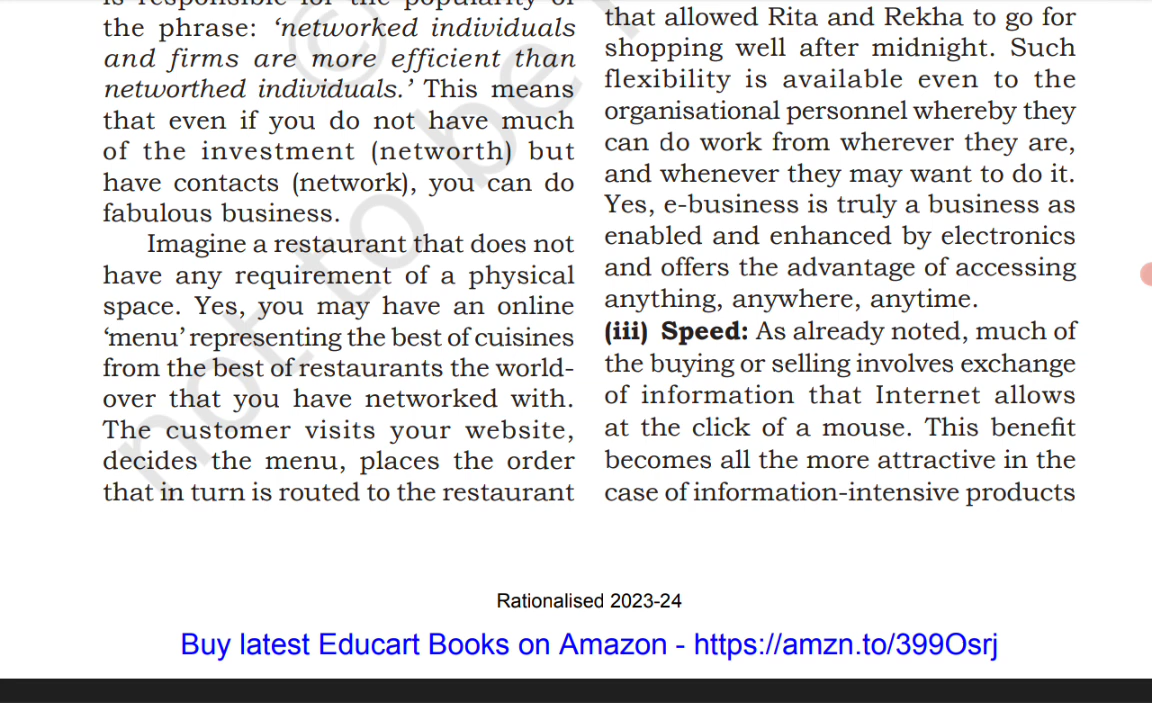 the phrase: ‘networked individuals
and firms are more efficient than
networthed individuals.’ This means
that even if you do not have much
of the investment (networth) but
have contacts (network), you can do
fabulous business.
Imagine a restaurant that does not
have any requirement of a physical
space. Yes, you may have an online
‘menu’ representing the best of cuisines
from the best of restaurants the world-
over that you have networked with.
The customer visits your website,
decides the menu, places the order
that in turn is routed to the restaurant
that allowed Rita and Rekha to go for
shopping well after midnight. Such
flexibility is available even to the
organisational personnel whereby they
can do work from wherever they are,
and whenever they may want to do it.
Yes, e-business is truly a business as
enabled and enhanced by electronics
and offers the advantage of accessing
anything, anywhere, anytime.
(iii) Speed: As already noted, much of
the buying or selling involves exchange
of information that Internet allows
at the click of a mouse. This benefit
becomes all the more attractive in the
case of information-intensive products
not to be
©
Rationalised 2023-24
Buy latest Educart Books on Amazon - https://amzn.to/399Osrj